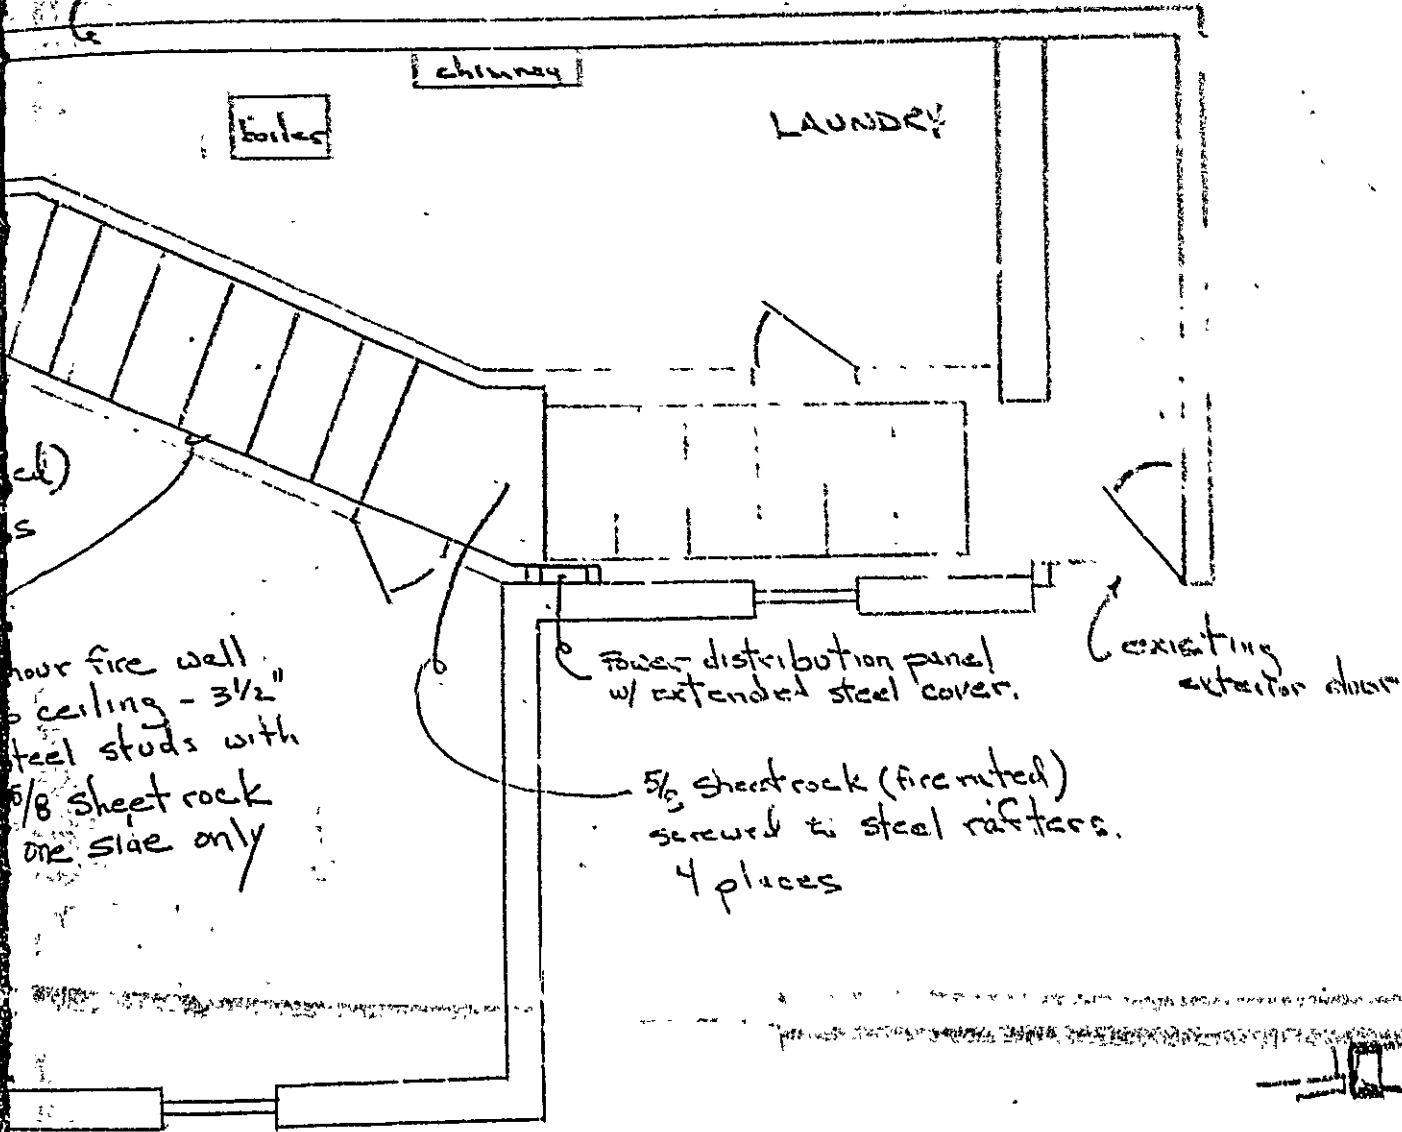 chimney
boiler
LAUNDRY
hour fire wall
ceiling - 3 1/2"
steel studs with
5/8 sheet rock
one side only
Power distribution panel
w/ extended steel cover.
existing
exterior door
5/8 Sheetrock (fire rated)
screwed to steel rafters.
4 places